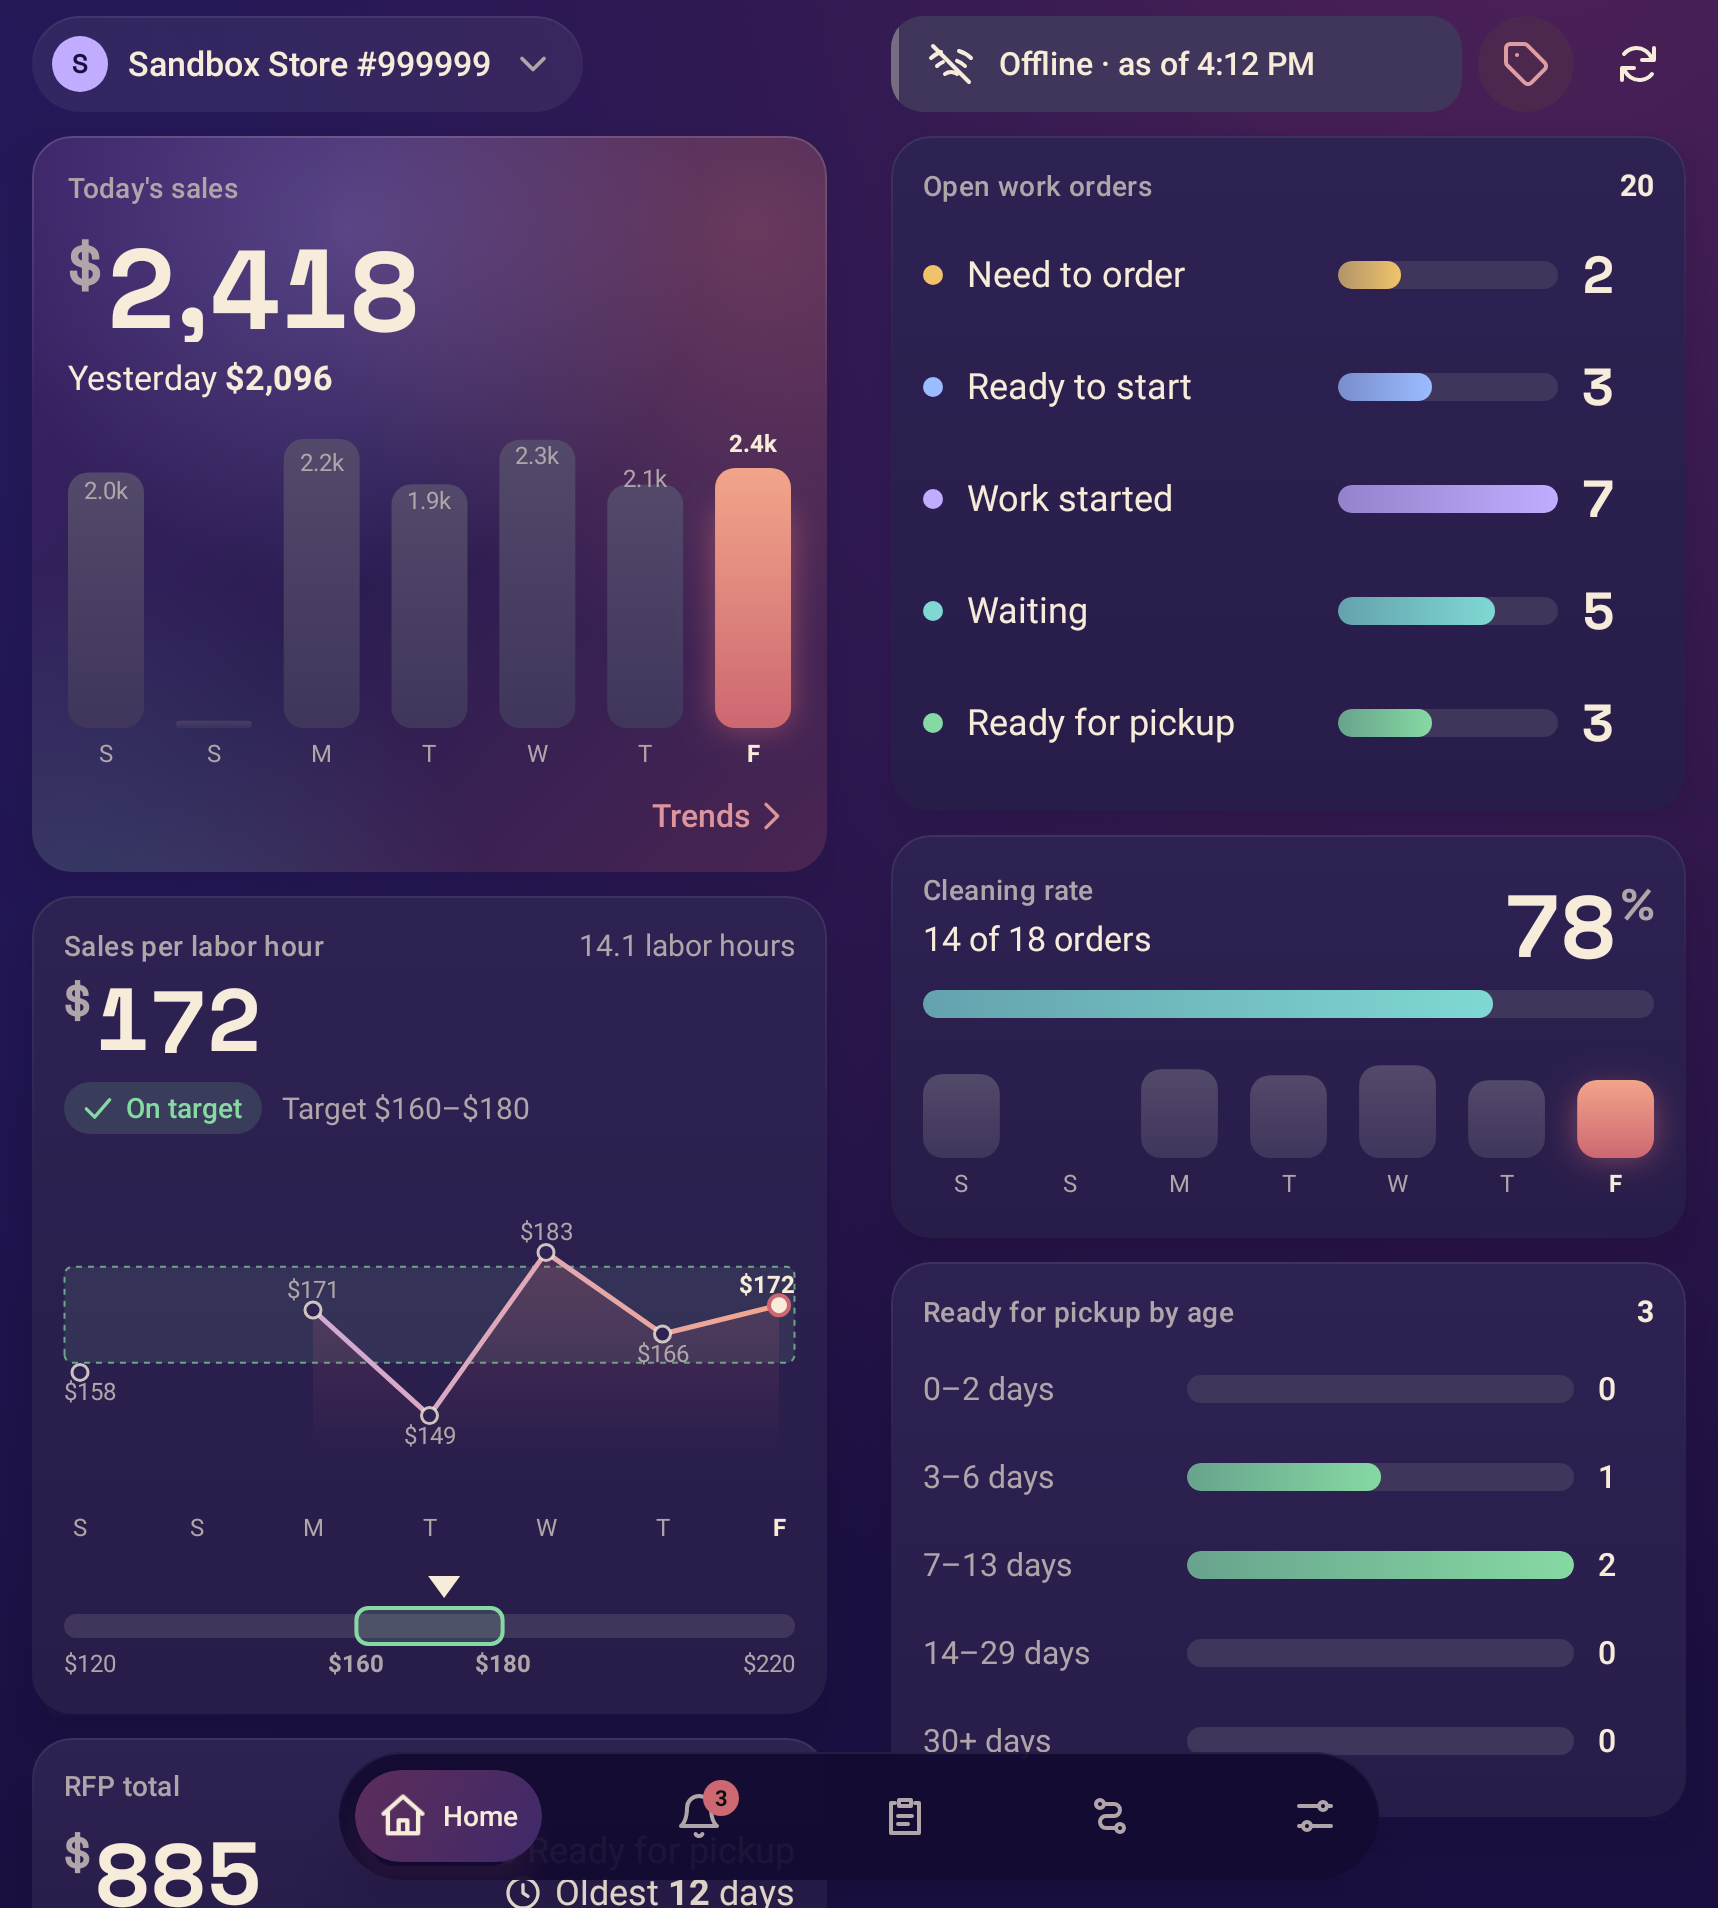 S Sandbox Store #999999
Today's sales
$2,418
Yesterday $2,096
2.0k 2.2k 1.9k 2.3k 2.1k 2.4k
S S M T W T F
Trends
Sales per labor hour 14.1 labor hours
$172
On target Target $160–$180
$183
$171
$172
$166
$158
$149
S S M T W T F
$120 $160 $180 $220
RFP total
$885
Ready for pickup
Oldest 12 days
Offline · as of 4:12 PM
Open work orders 20
Need to order 2
Ready to start 3
Work started 7
Waiting 5
Ready for pickup 3
Cleaning rate
14 of 18 orders
78%
S S M T W T F
Ready for pickup by age 3
0–2 days 0
3–6 days 1
7–13 days 2
14–29 days 0
30+ days 0
Home 3